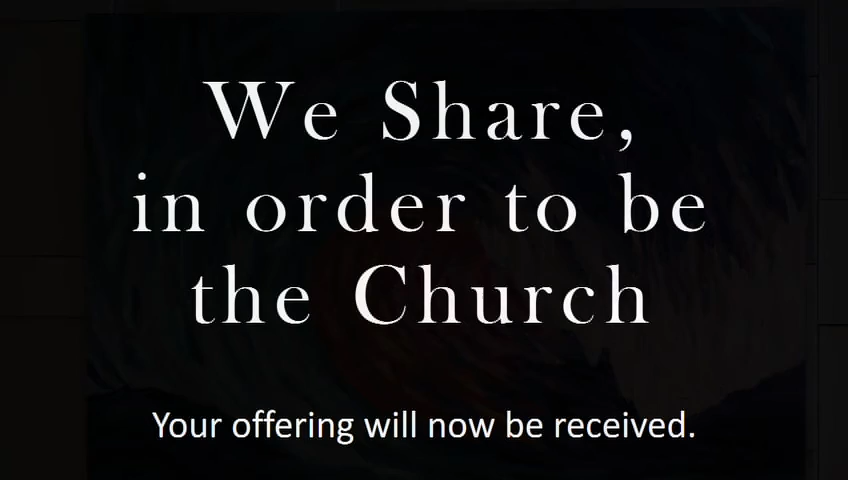 We Share,
in order to be
the Church
Your offering will now be received.